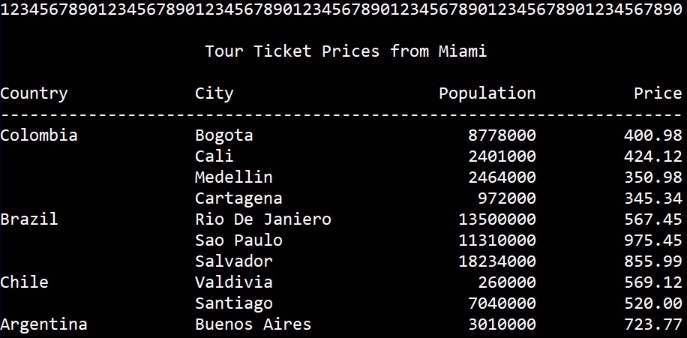 1234567890123456789012345678901234567890123456789012345678901234567890
Tour Ticket Prices from Miami
Country City Population Price
----------------------------------------------------------------------
Colombia Bogota 8778000 400.98
Cali 2401000 424.12
Medellin 2464000 350.98
Cartagena 972000 345.34
Brazil Rio De Janiero 13500000 567.45
Sao Paulo 11310000 975.45
Salvador 18234000 855.99
Chile Valdivia 260000 569.12
Santiago 7040000 520.00
Argentina Buenos Aires 3010000 723.77